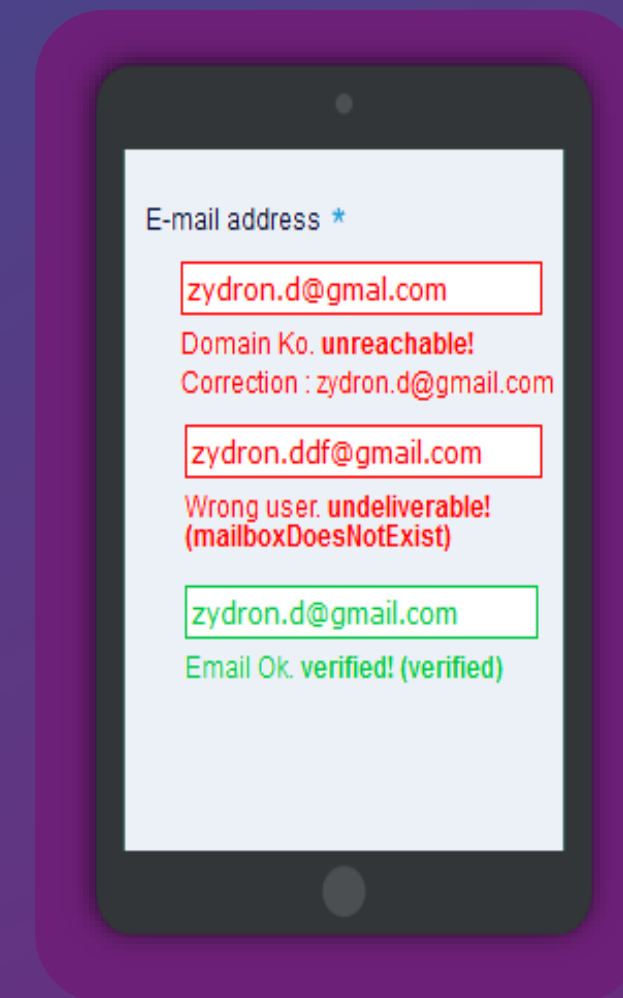 E-mail address *
zydron.d@gmal.com
Domain Ko. unreachable!
Correction : zydron.d@gmail.com
zydron.ddf@gmail.com
Wrong user. undeliverable!
(mailboxDoesNotExist)
zydron.d@gmail.com
Email Ok. verified! (verified)